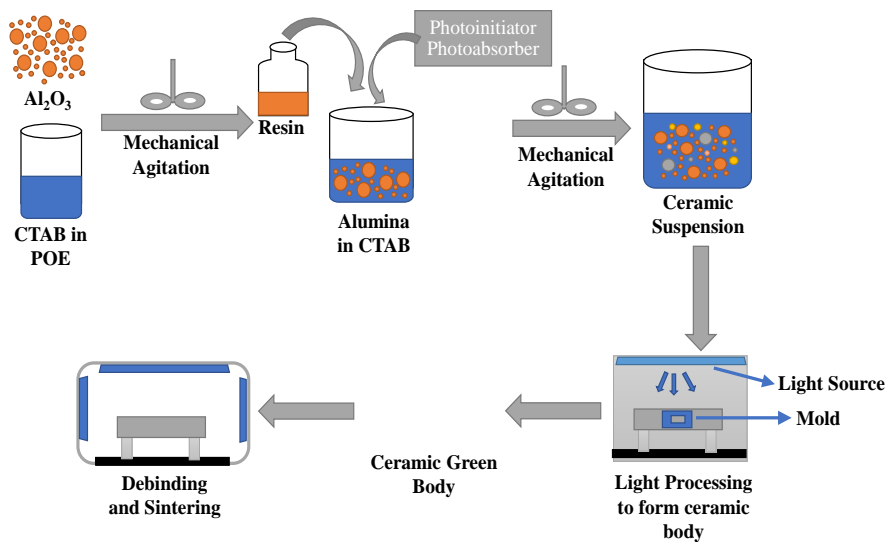 Al₂O₃
CTAB in
POE
Mechanical
Agitation
Resin
Photoinitiator
Photoabsorber
Alumina
in CTAB
Mechanical
Agitation
Ceramic
Suspension
Light Source
Mold
Light Processing
to form ceramic
body
Ceramic Green
Body
Debinding
and Sintering